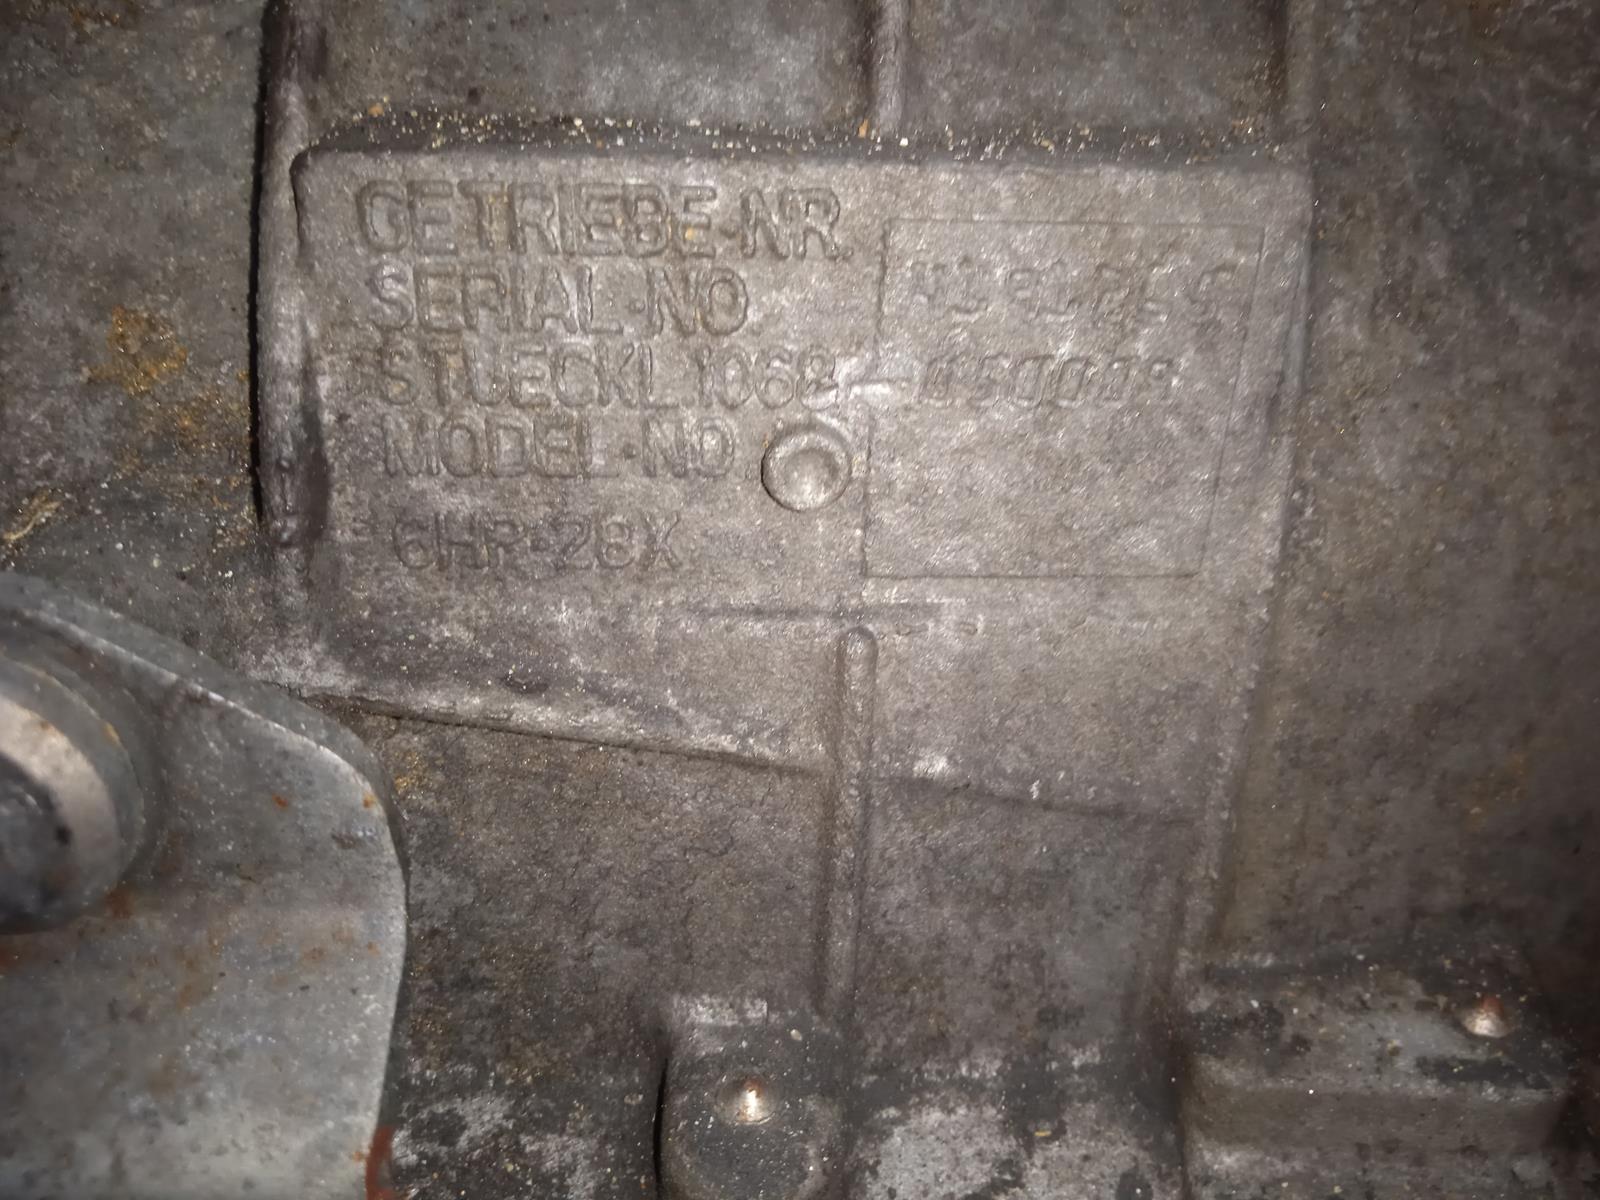 GETRIEBE-NR.
SERIAL-NO
STUECKL.1068
MODEL-NO
6HP-28X